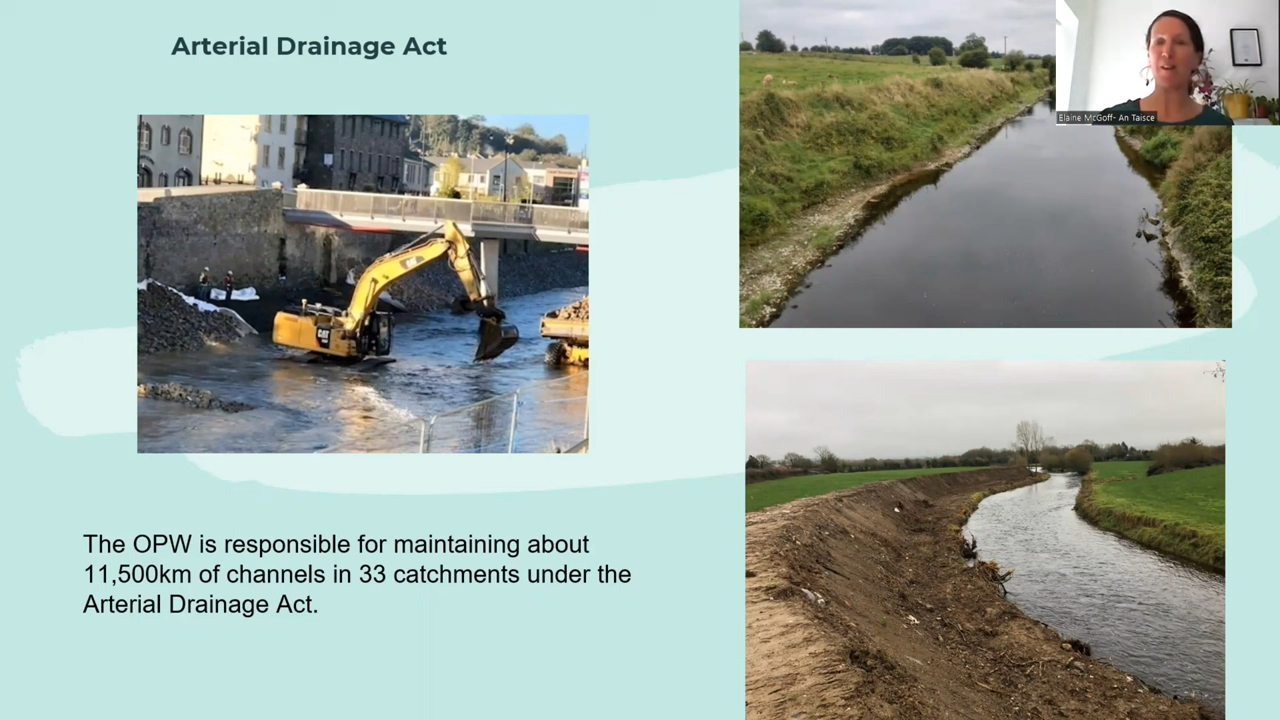 Arterial Drainage Act
Elaine McGoff- An Taisce
CAT
The OPW is responsible for maintaining about
11,500km of channels in 33 catchments under the
Arterial Drainage Act.